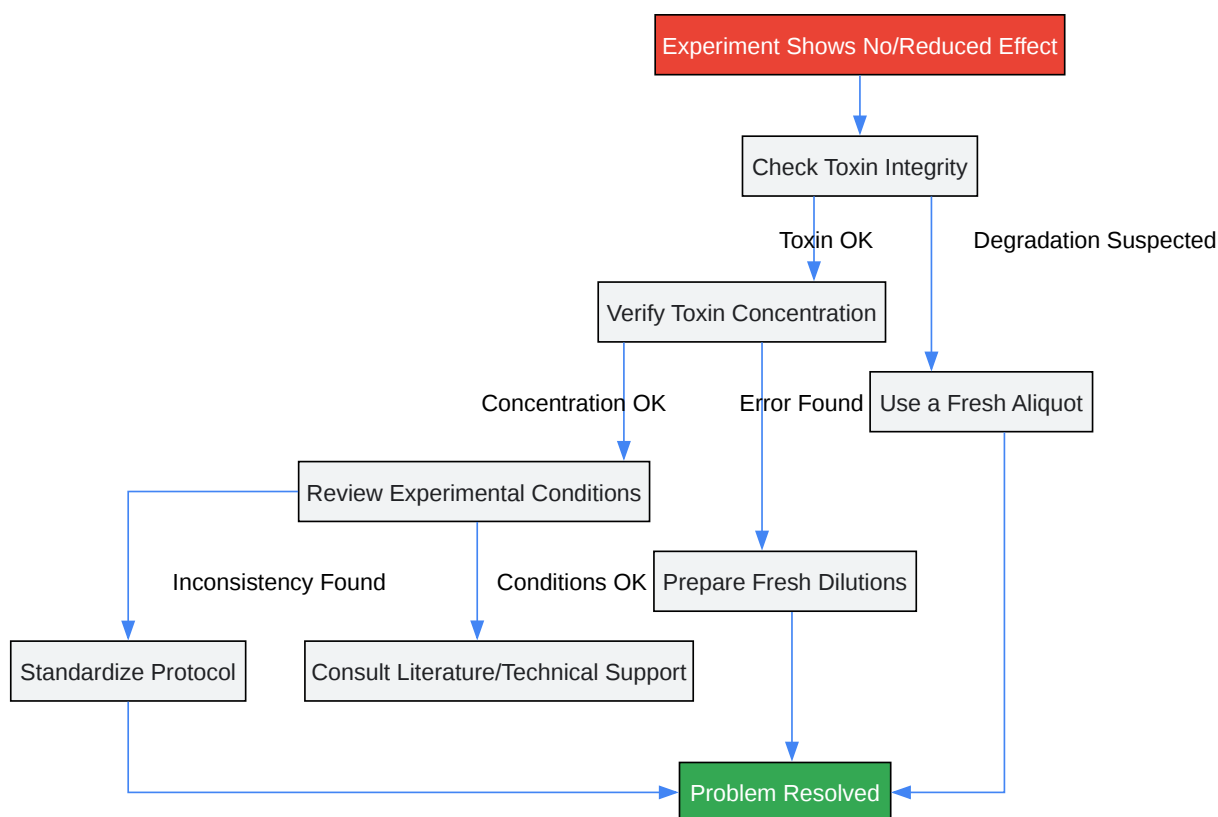 Experiment Shows No/Reduced Effect
Check Toxin Integrity
Toxin OK
Degradation Suspected
Verify Toxin Concentration
Concentration OK
Error Found
Use a Fresh Aliquot
Review Experimental Conditions
Inconsistency Found
Conditions OK
Prepare Fresh Dilutions
Standardize Protocol
Consult Literature/Technical Support
Problem Resolved